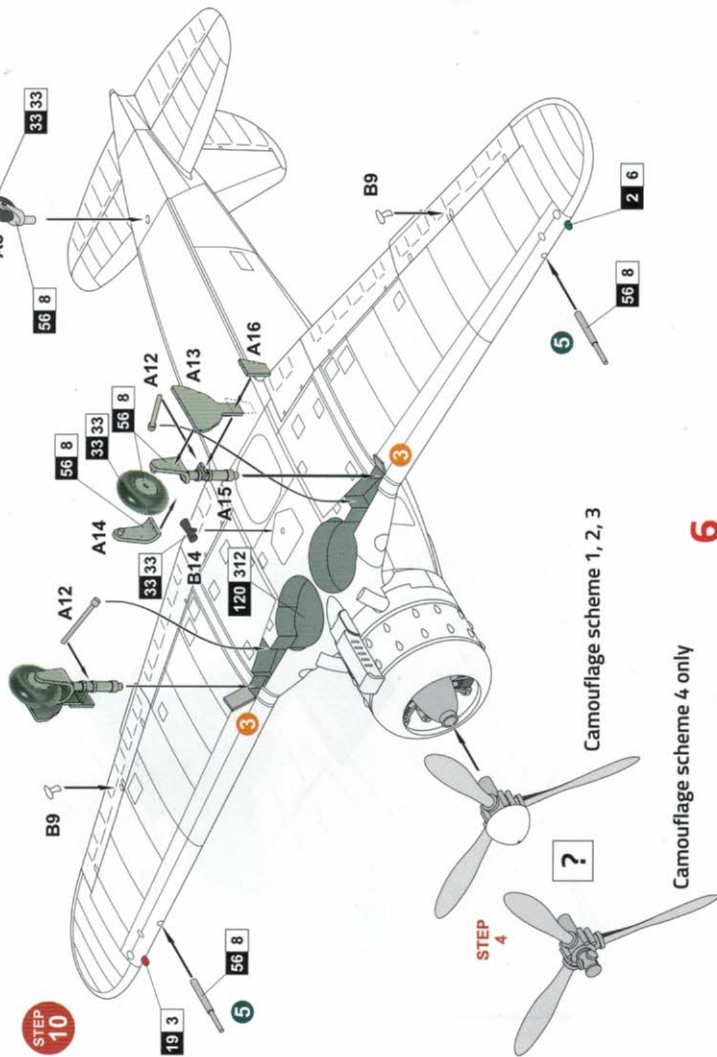 STEP
10
19 3
5
56 8
B9
A12
3
A14
56 8
33 33
56 8
A12
A13
A16
33 33
B14
A15
120 312
3
56 8
33 33
B9
2 6
56 8
5
STEP
4
?
Camouflage scheme 1, 2, 3
Camouflage scheme 4 only
6